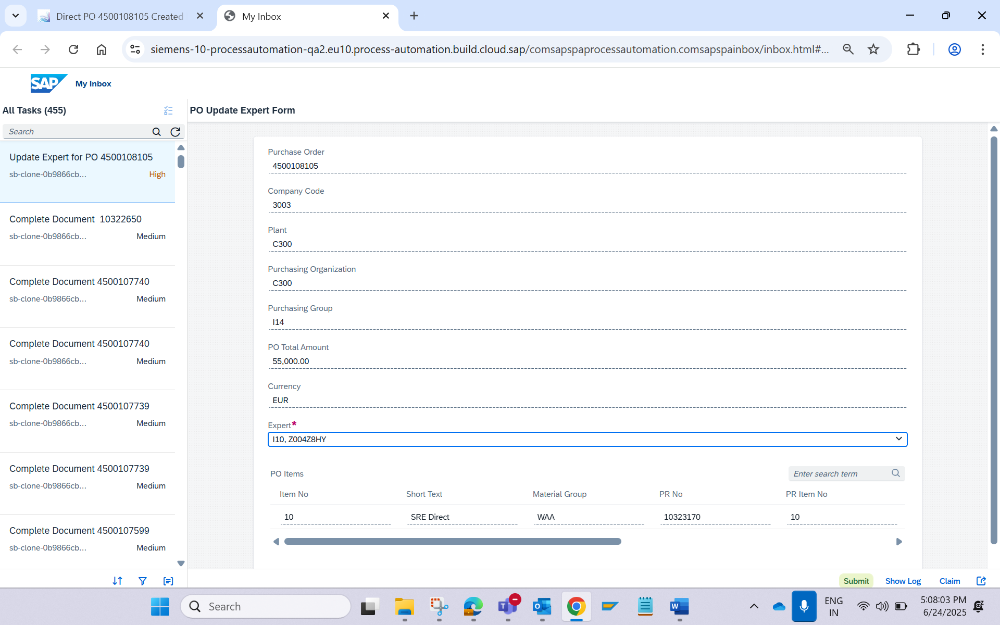 Direct PO 4500108105 Created
My Inbox
siemens-10-processautomation-qa2.eu10.process-automation.build.cloud.sap/comsapspaprocessautomation.comsapspainbox/inbox.html#...
SAP My Inbox
All Tasks (455)
Search
Update Expert for PO 4500108105
sb-clone-0b9866cb... High
Complete Document 10322650
sb-clone-0b9866cb... Medium
Complete Document 4500107740
sb-clone-0b9866cb... Medium
Complete Document 4500107740
sb-clone-0b9866cb... Medium
Complete Document 4500107739
sb-clone-0b9866cb... Medium
Complete Document 4500107739
sb-clone-0b9866cb... Medium
Complete Document 4500107599
sb-clone-0b9866cb... Medium
PO Update Expert Form
Purchase Order
4500108105
Company Code
3003
Plant
C300
Purchasing Organization
C300
Purchasing Group
I14
PO Total Amount
55,000.00
Currency
EUR
Expert*
I10, Z004Z8HY
PO Items Enter search term
Item No Short Text Material Group PR No PR Item No
10 SRE Direct WAA 10323170 10
Submit Show Log Claim
Search
ENG
IN
5:08:03 PM
6/24/2025